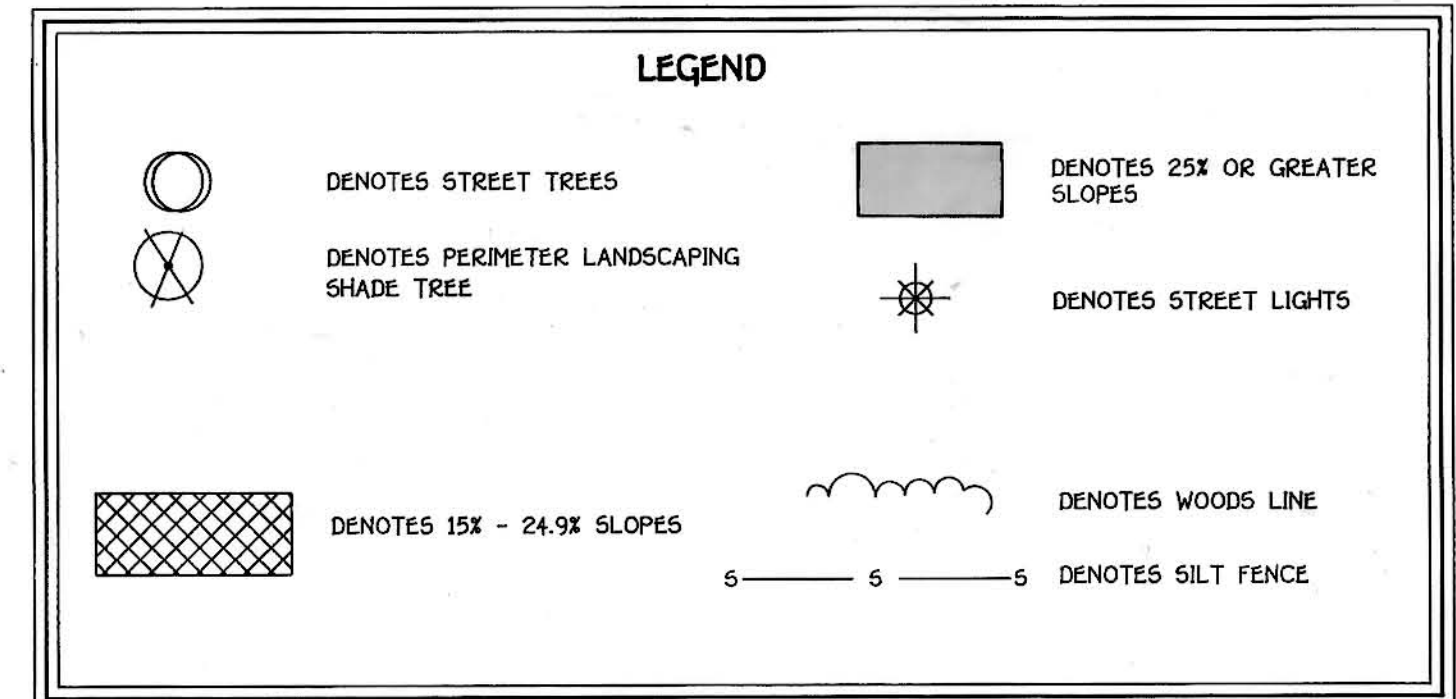 LEGEND
DENOTES STREET TREES
DENOTES PERIMETER LANDSCAPING
SHADE TREE
DENOTES 15% - 24.9% SLOPES
DENOTES 25% OR GREATER
SLOPES
DENOTES STREET LIGHTS
DENOTES WOODS LINE
S S S DENOTES SILT FENCE